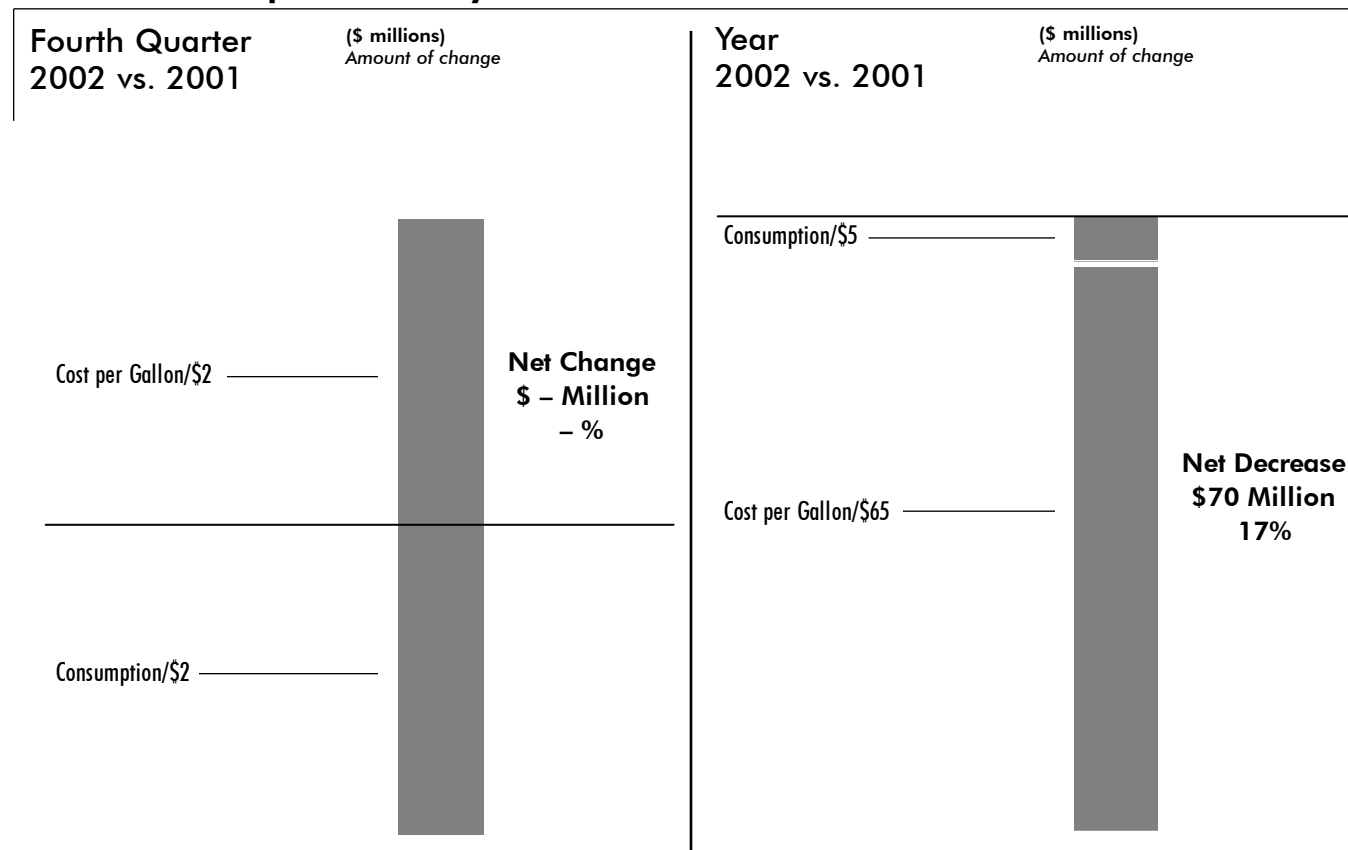 Fourth Quarter
2002 vs. 2001
($ millions)
Amount of change
Cost per Gallon/$2
Net Change
$ – Million
– %
Consumption/$2
Year
2002 vs. 2001
($ millions)
Amount of change
Consumption/$5
Cost per Gallon/$65
Net Decrease
$70 Million
17%